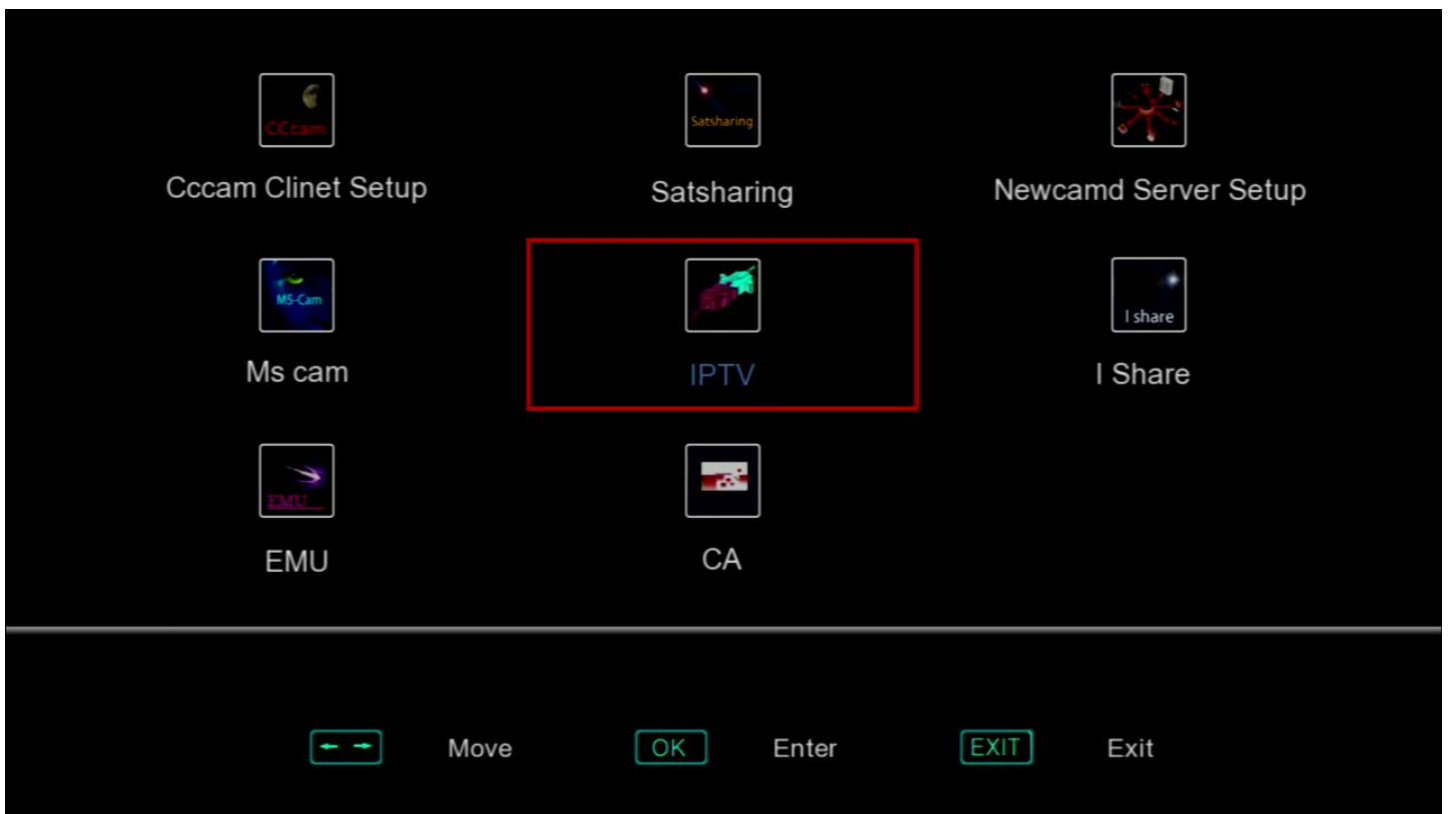 CCcam
Satsharing
Cccam Clinet Setup
Satsharing
Newcamd Server Setup
MS-Cam
I share
Ms cam
IPTV
I Share
EMU
EMU
CA
Move
OK
Enter
EXIT
Exit